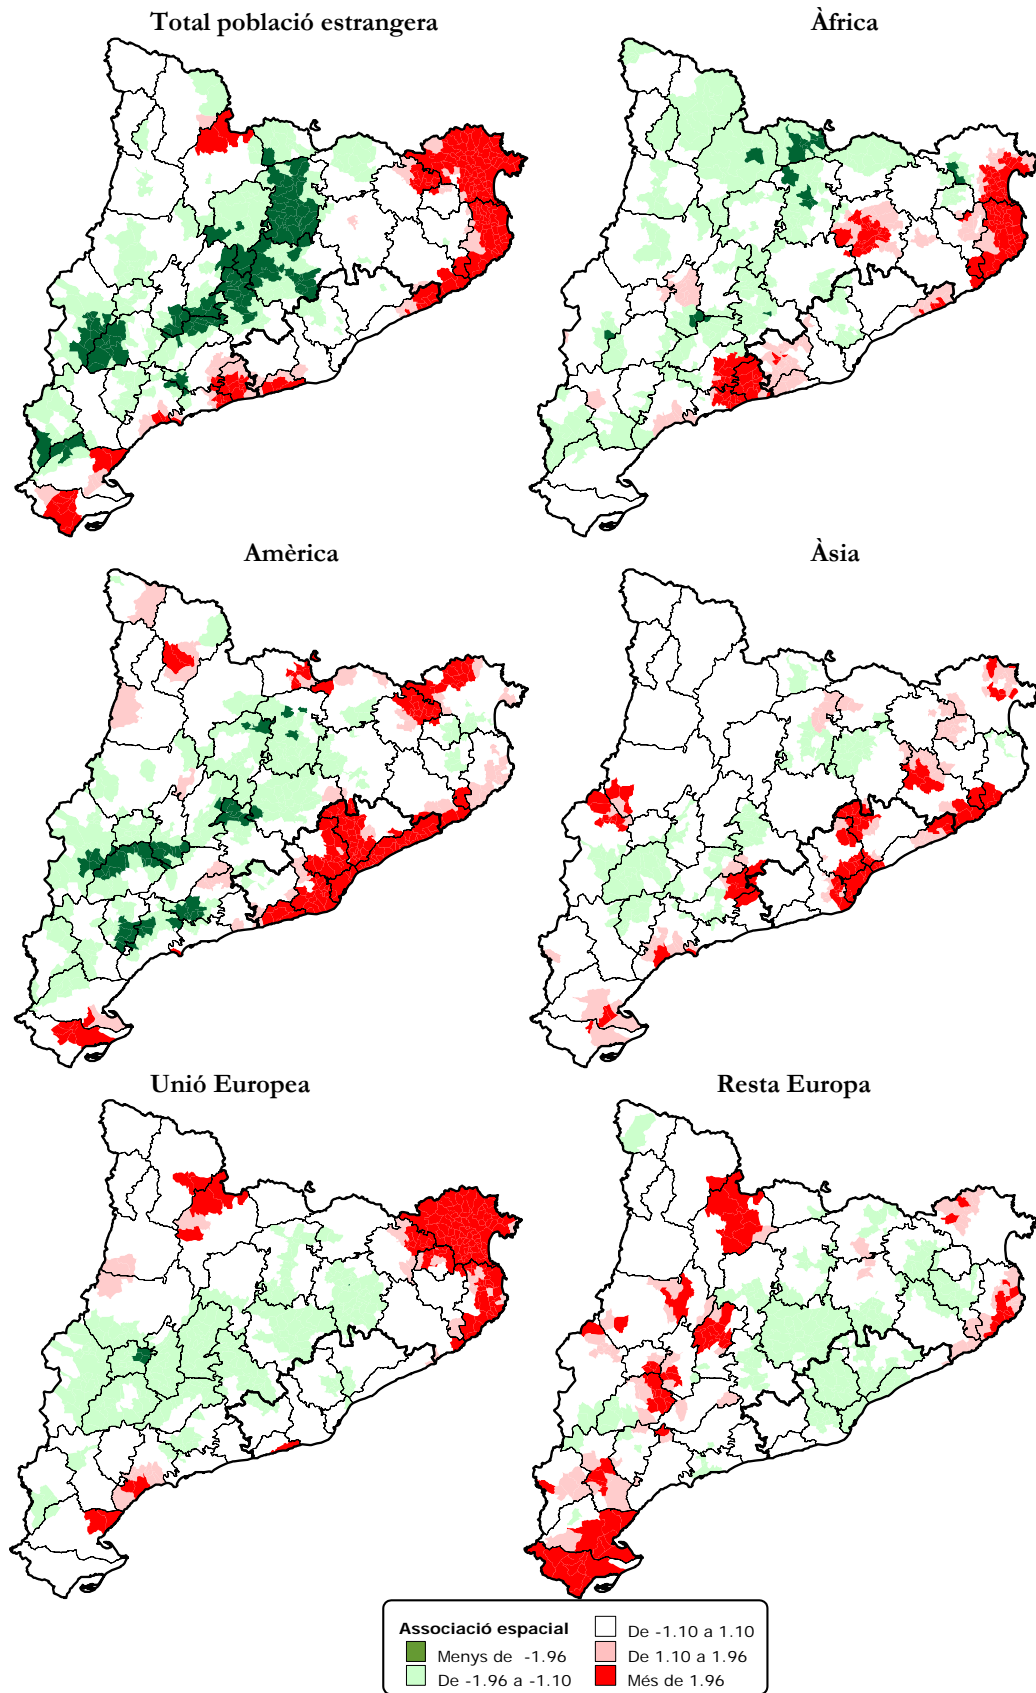 Total població estrangera
Àfrica
Amèrica
Àsia
Unió Europea
Resta Europa
Associació espacial
Menys de -1.96
De -1.96 a -1.10
De -1.10 a 1.10
De 1.10 a 1.96
Més de 1.96